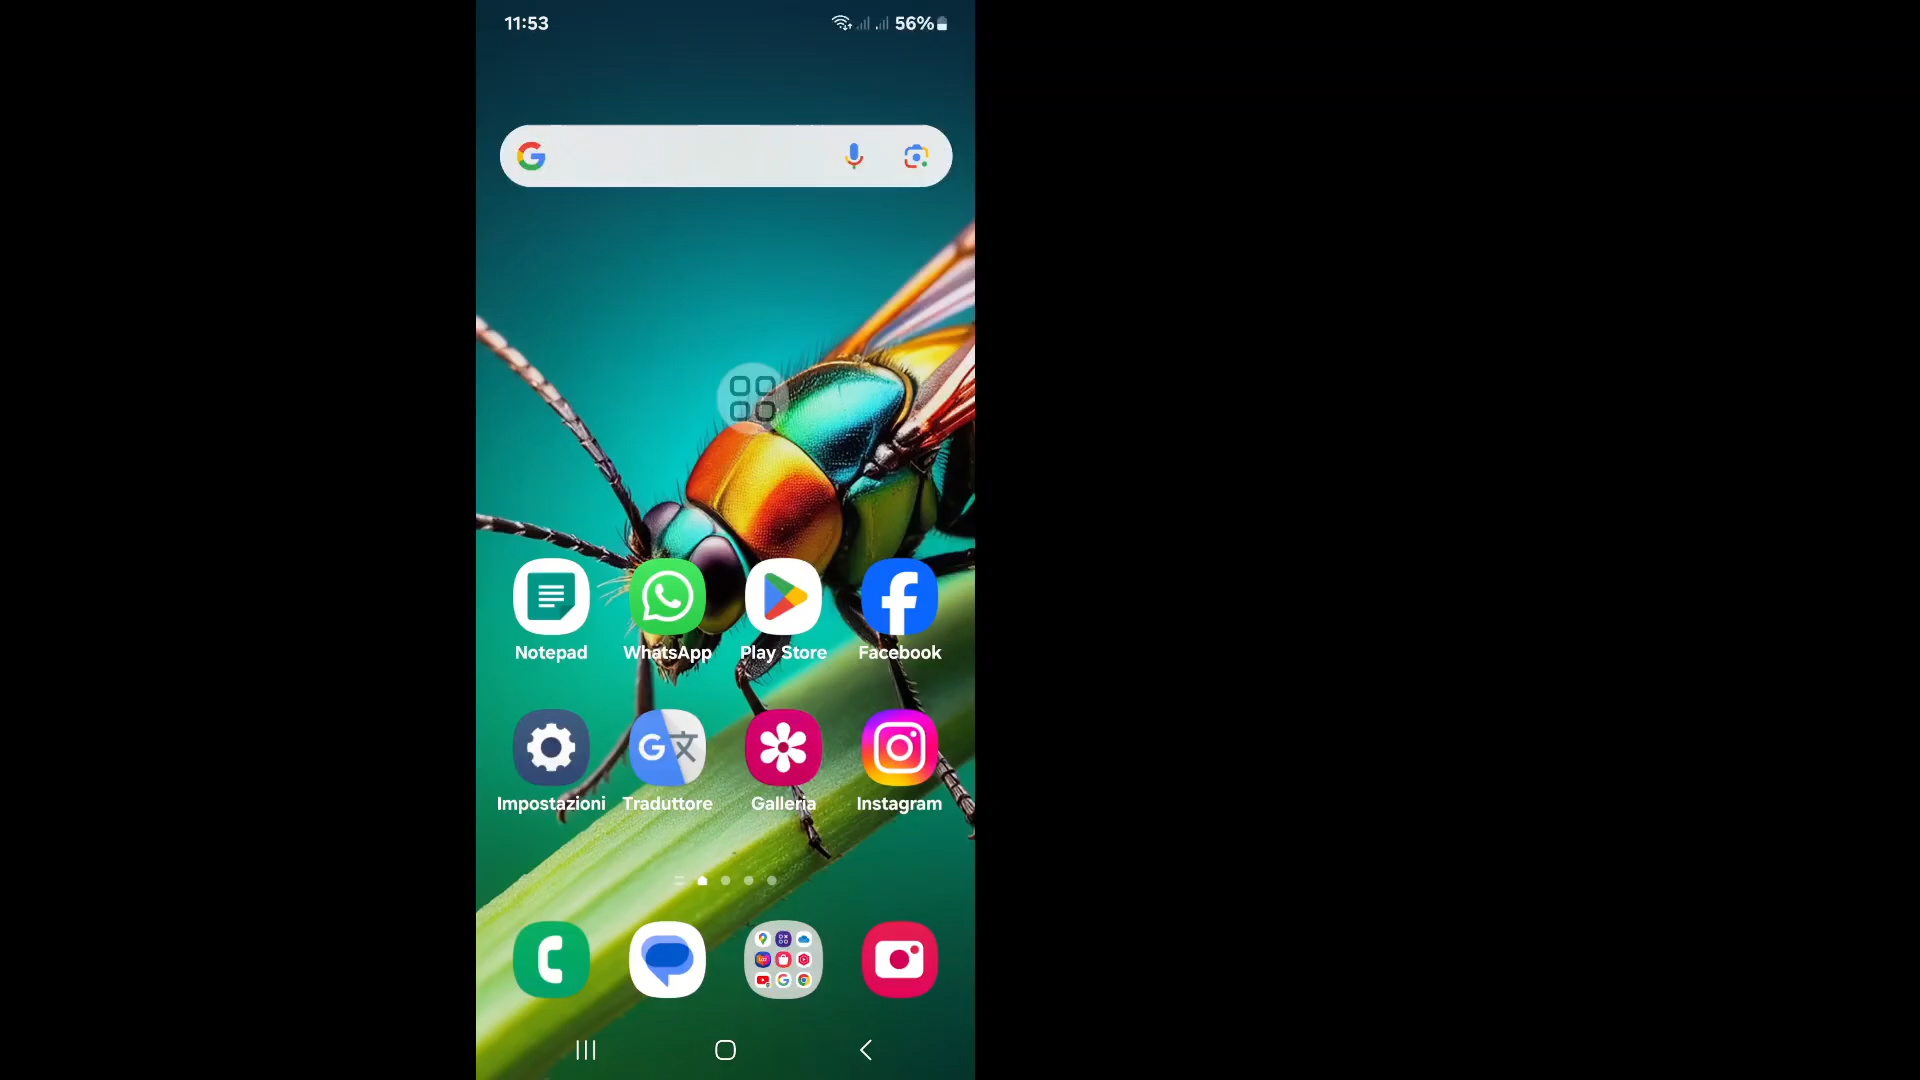 11:53
56%
Notepad
WhatsApp
Play Store
Facebook
Impostazioni
Traduttore
Galleria
Instagram